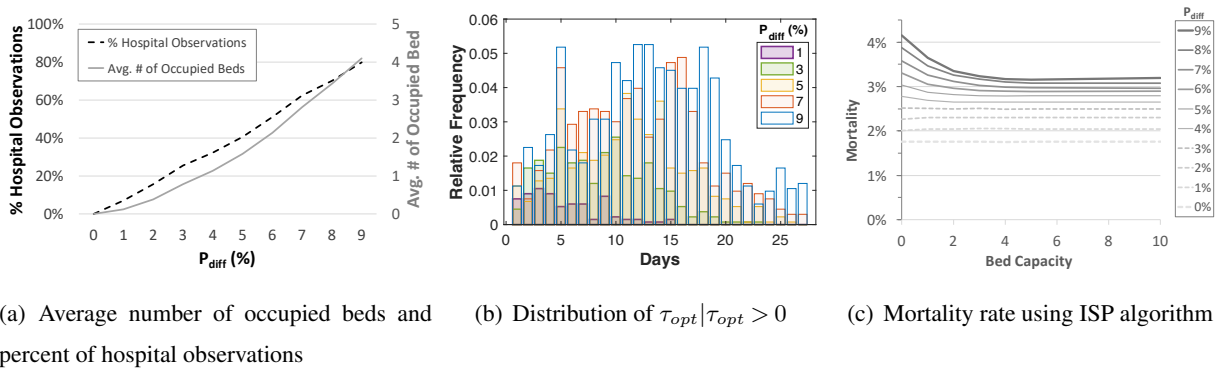 100%
80%
60%
40%
20%
0%
% Hospital Observations
% Hospital Observations
Avg. # of Occupied Beds
5
4
3
2
1
0
Avg. # of Occupied Bed
0 1 2 3 4 5 6 7 8 9
P_diff (%)
0.06
0.05
0.04
0.03
0.02
0.01
0
Relative Frequency
P_diff (%)
1
3
5
7
9
0 5 10 15 20 25
Days
4%
3%
2%
1%
0%
Mortality
0 2 4 6 8 10
Bed Capacity
P_diff
9%
8%
7%
6%
5%
4%
3%
2%
1%
0%
(a) Average number of occupied beds and
percent of hospital observations
(b) Distribution of τ_opt|τ_opt > 0
(c) Mortality rate using ISP algorithm